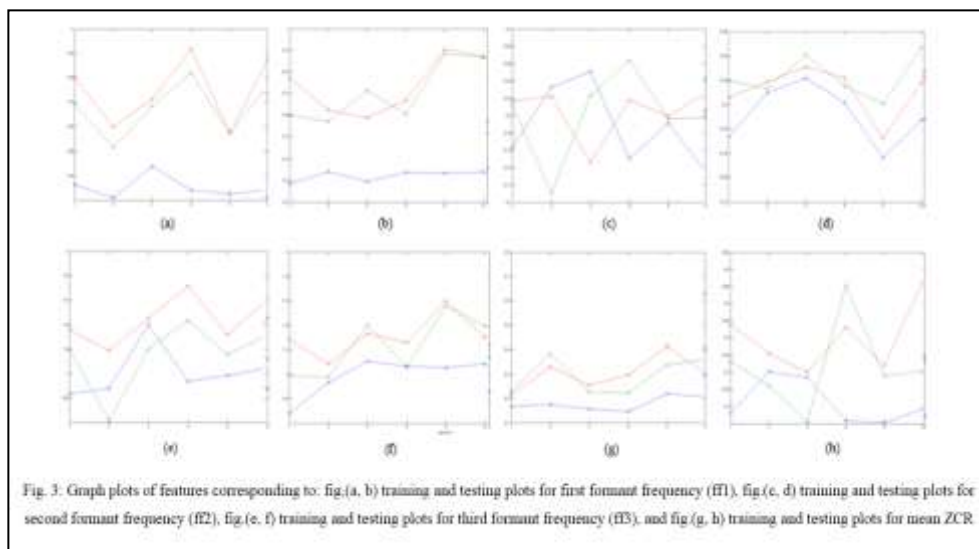 (a)
(b)
(c)
(d)
(e)
(f)
(g)
(h)
Fig. 3: Graph plots of features corresponding to: fig.(a, b) training and testing plots for first formant frequency (ff1), fig.(c, d) training and testing plots for
second formant frequency (ff2), fig.(e, f) training and testing plots for third formant frequency (ff3), and fig.(g, h) training and testing plots for mean ZCR